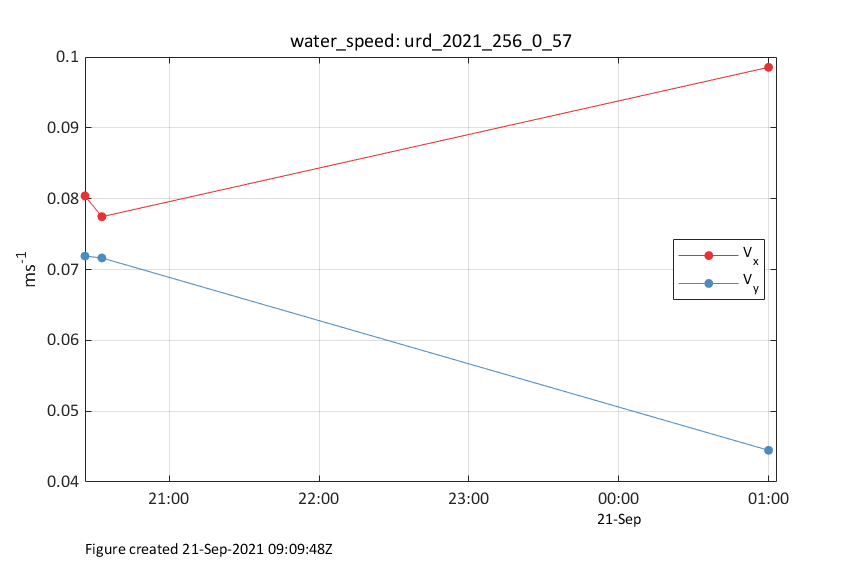 water_speed: urd_2021_256_0_57
0.1
0.09
0.08
0.07
0.06
0.05
0.04
ms-1
Vx
Vy
21:00 22:00 23:00 00:00 01:00
21-Sep
Figure created 21-Sep-2021 09:09:48Z